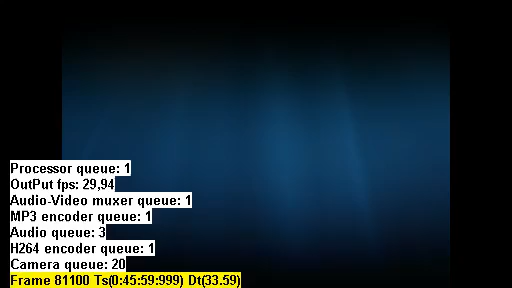 Processor queue: 1
OutPut fps: 29,94
Audio-Video muxer queue: 1
MP3 encoder queue: 1
Audio queue: 3
H264 encoder queue: 1
Camera queue: 20
Frame 81100 Ts(0:45:59:999) Dt(33.59)